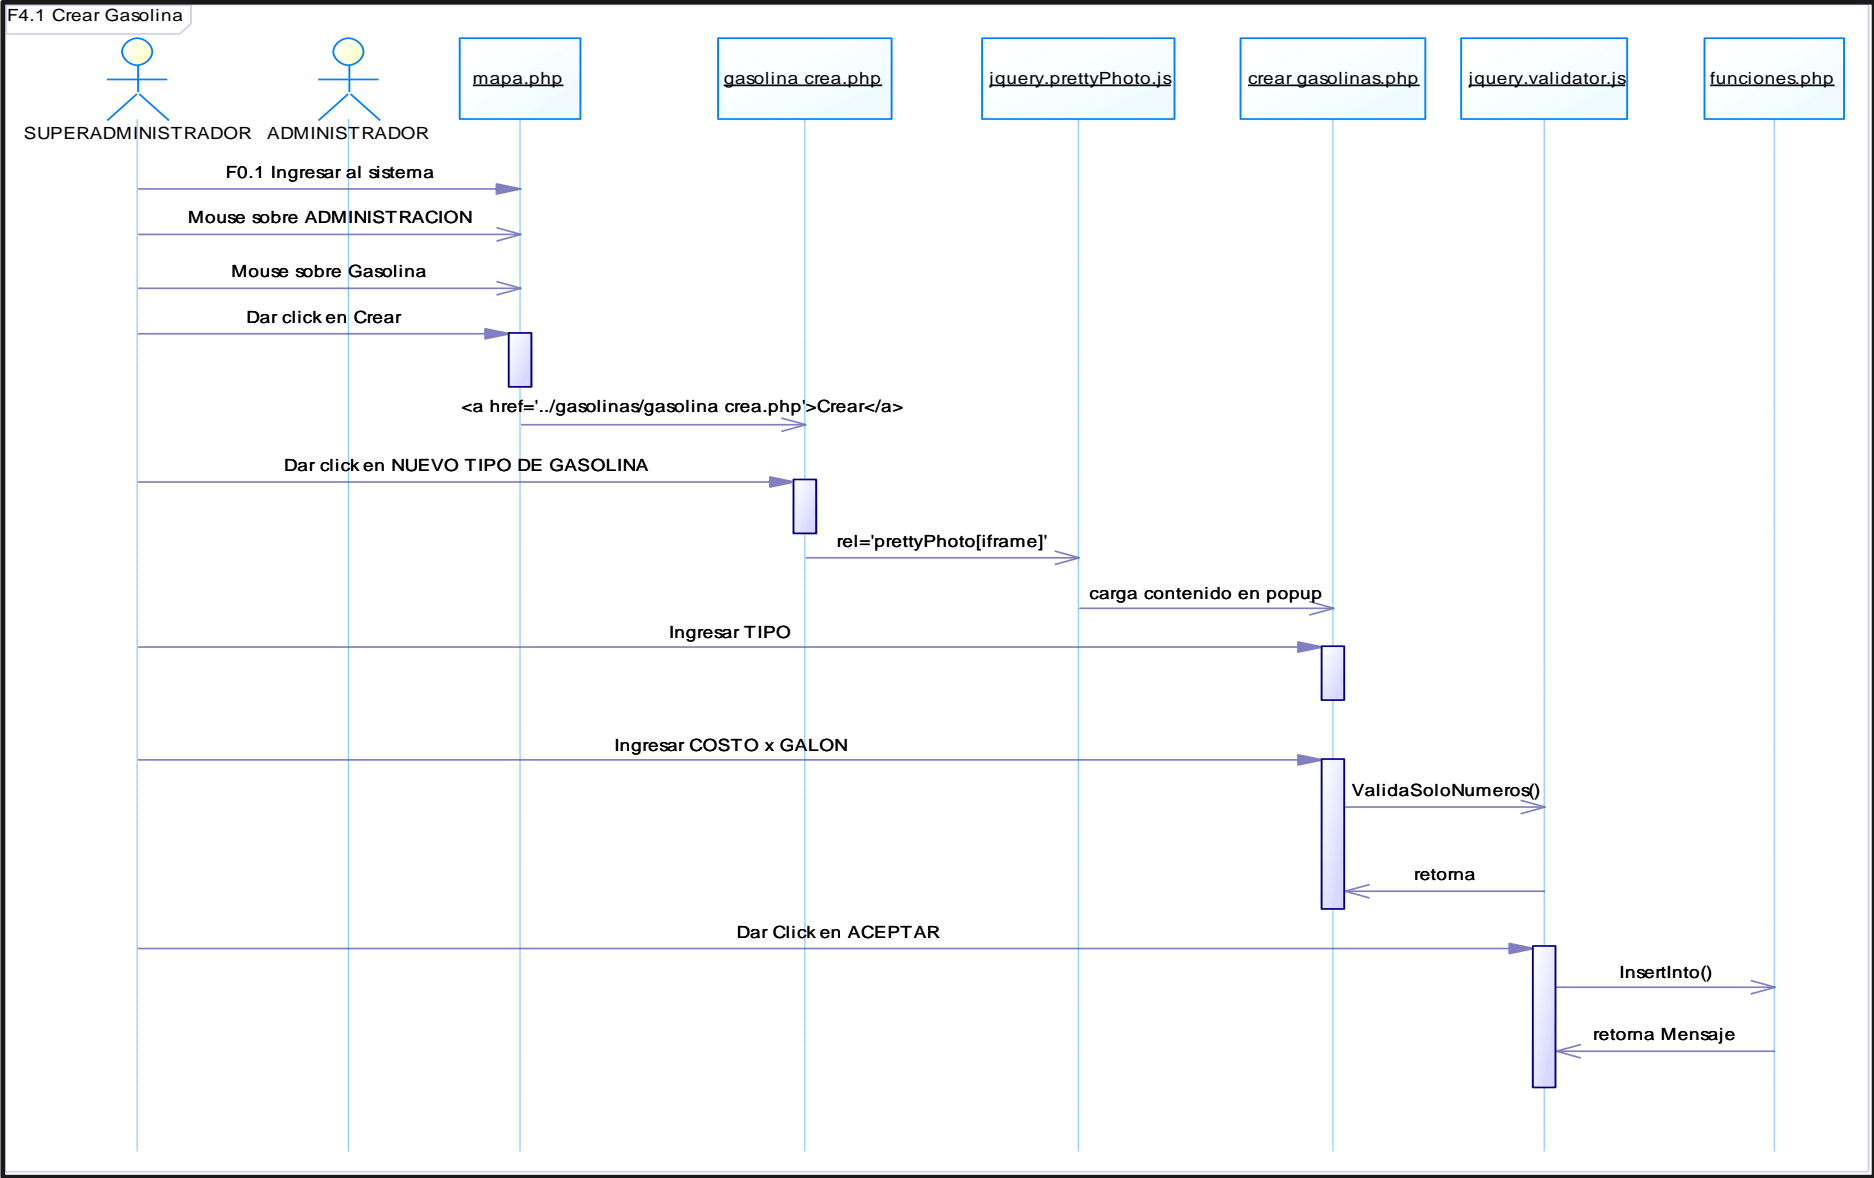 F4.1 Crear Gasolina
SUPERADMINISTRADOR
ADMINISTRADOR
mapa.php
gasolina crea.php
jquery.prettyPhoto.js
crear gasolinas.php
jquery.validator.js
funciones.php
F0.1 Ingresar al sistema
Mouse sobre ADMINISTRACION
Mouse sobre Gasolina
Dar click en Crear
<a href='../gasolinas/gasolina crea.php'>Crear</a>
Dar click en NUEVO TIPO DE GASOLINA
rel='prettyPhoto[iframe]'
carga contenido en popup
Ingresar TIPO
Ingresar COSTO x GALON
ValidaSoloNumeros()
retorna
Dar Click en ACEPTAR
InsertInto()
retorna Mensaje